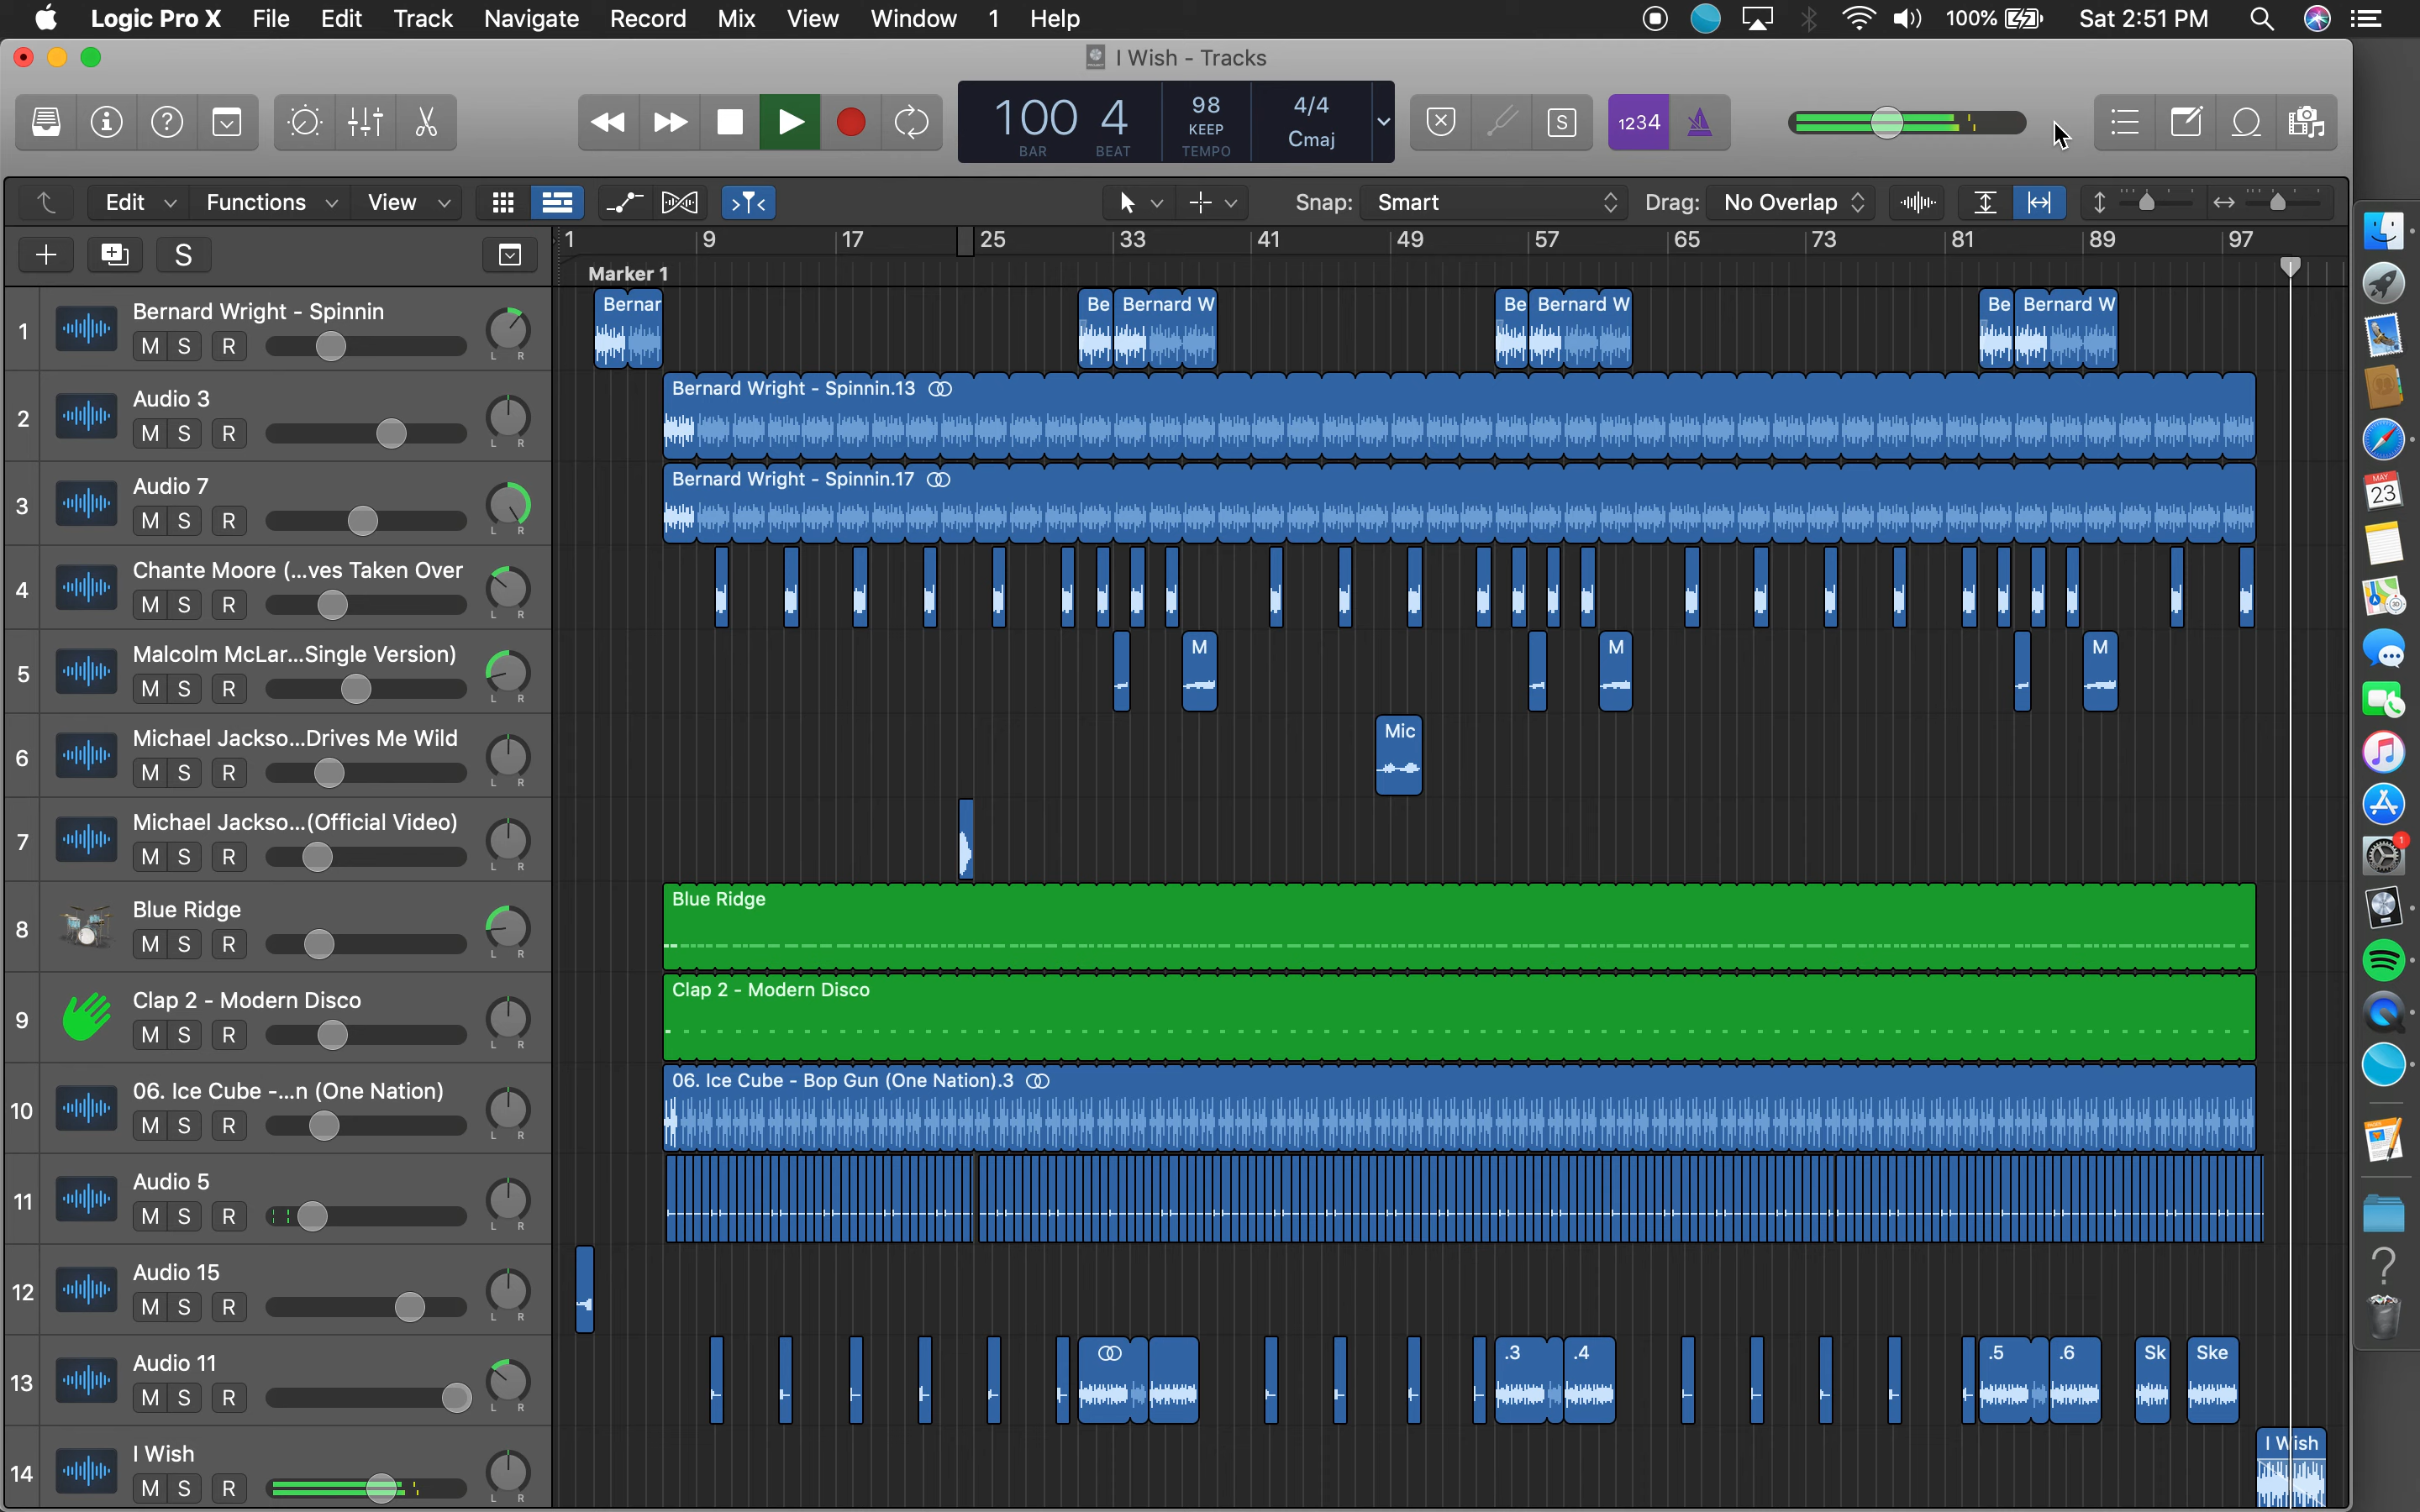 Logic Pro X File Edit Track Navigate Record Mix View Window 1 Help 100% Sat 2:51 PM
I Wish - Tracks
100 4 98 4/4
KEEP Cmaj
BAR BEAT TEMPO
S 1234
Edit Functions View Snap: Smart Drag: No Overlap
S 1 9 17 25 33 41 49 57 65 73 81 89 97
Marker 1
1 Bernard Wright - Spinnin Bernar Be Bernard W Be Bernard W Be Bernard W
M S R L R
2 Audio 3 Bernard Wright - Spinnin.13
M S R L R
3 Audio 7 Bernard Wright - Spinnin.17
M S R L R
4 Chante Moore (...ves Taken Over
M S R L R
5 Malcolm McLar...Single Version) M M M
M S R L R
6 Michael Jackso...Drives Me Wild Mic
M S R L R
7 Michael Jackso...(Official Video)
M S R L R
8 Blue Ridge Blue Ridge
M S R L R
9 Clap 2 - Modern Disco Clap 2 - Modern Disco
M S R L R
10 06. Ice Cube -...n (One Nation) 06. Ice Cube - Bop Gun (One Nation).3
M S R L R
11 Audio 5
M S R L R
12 Audio 15
M S R L R
13 Audio 11 .3 .4 .5 .6 Sk Ske
M S R L R
14 I Wish I Wish
M S R L R
MAY
23
1